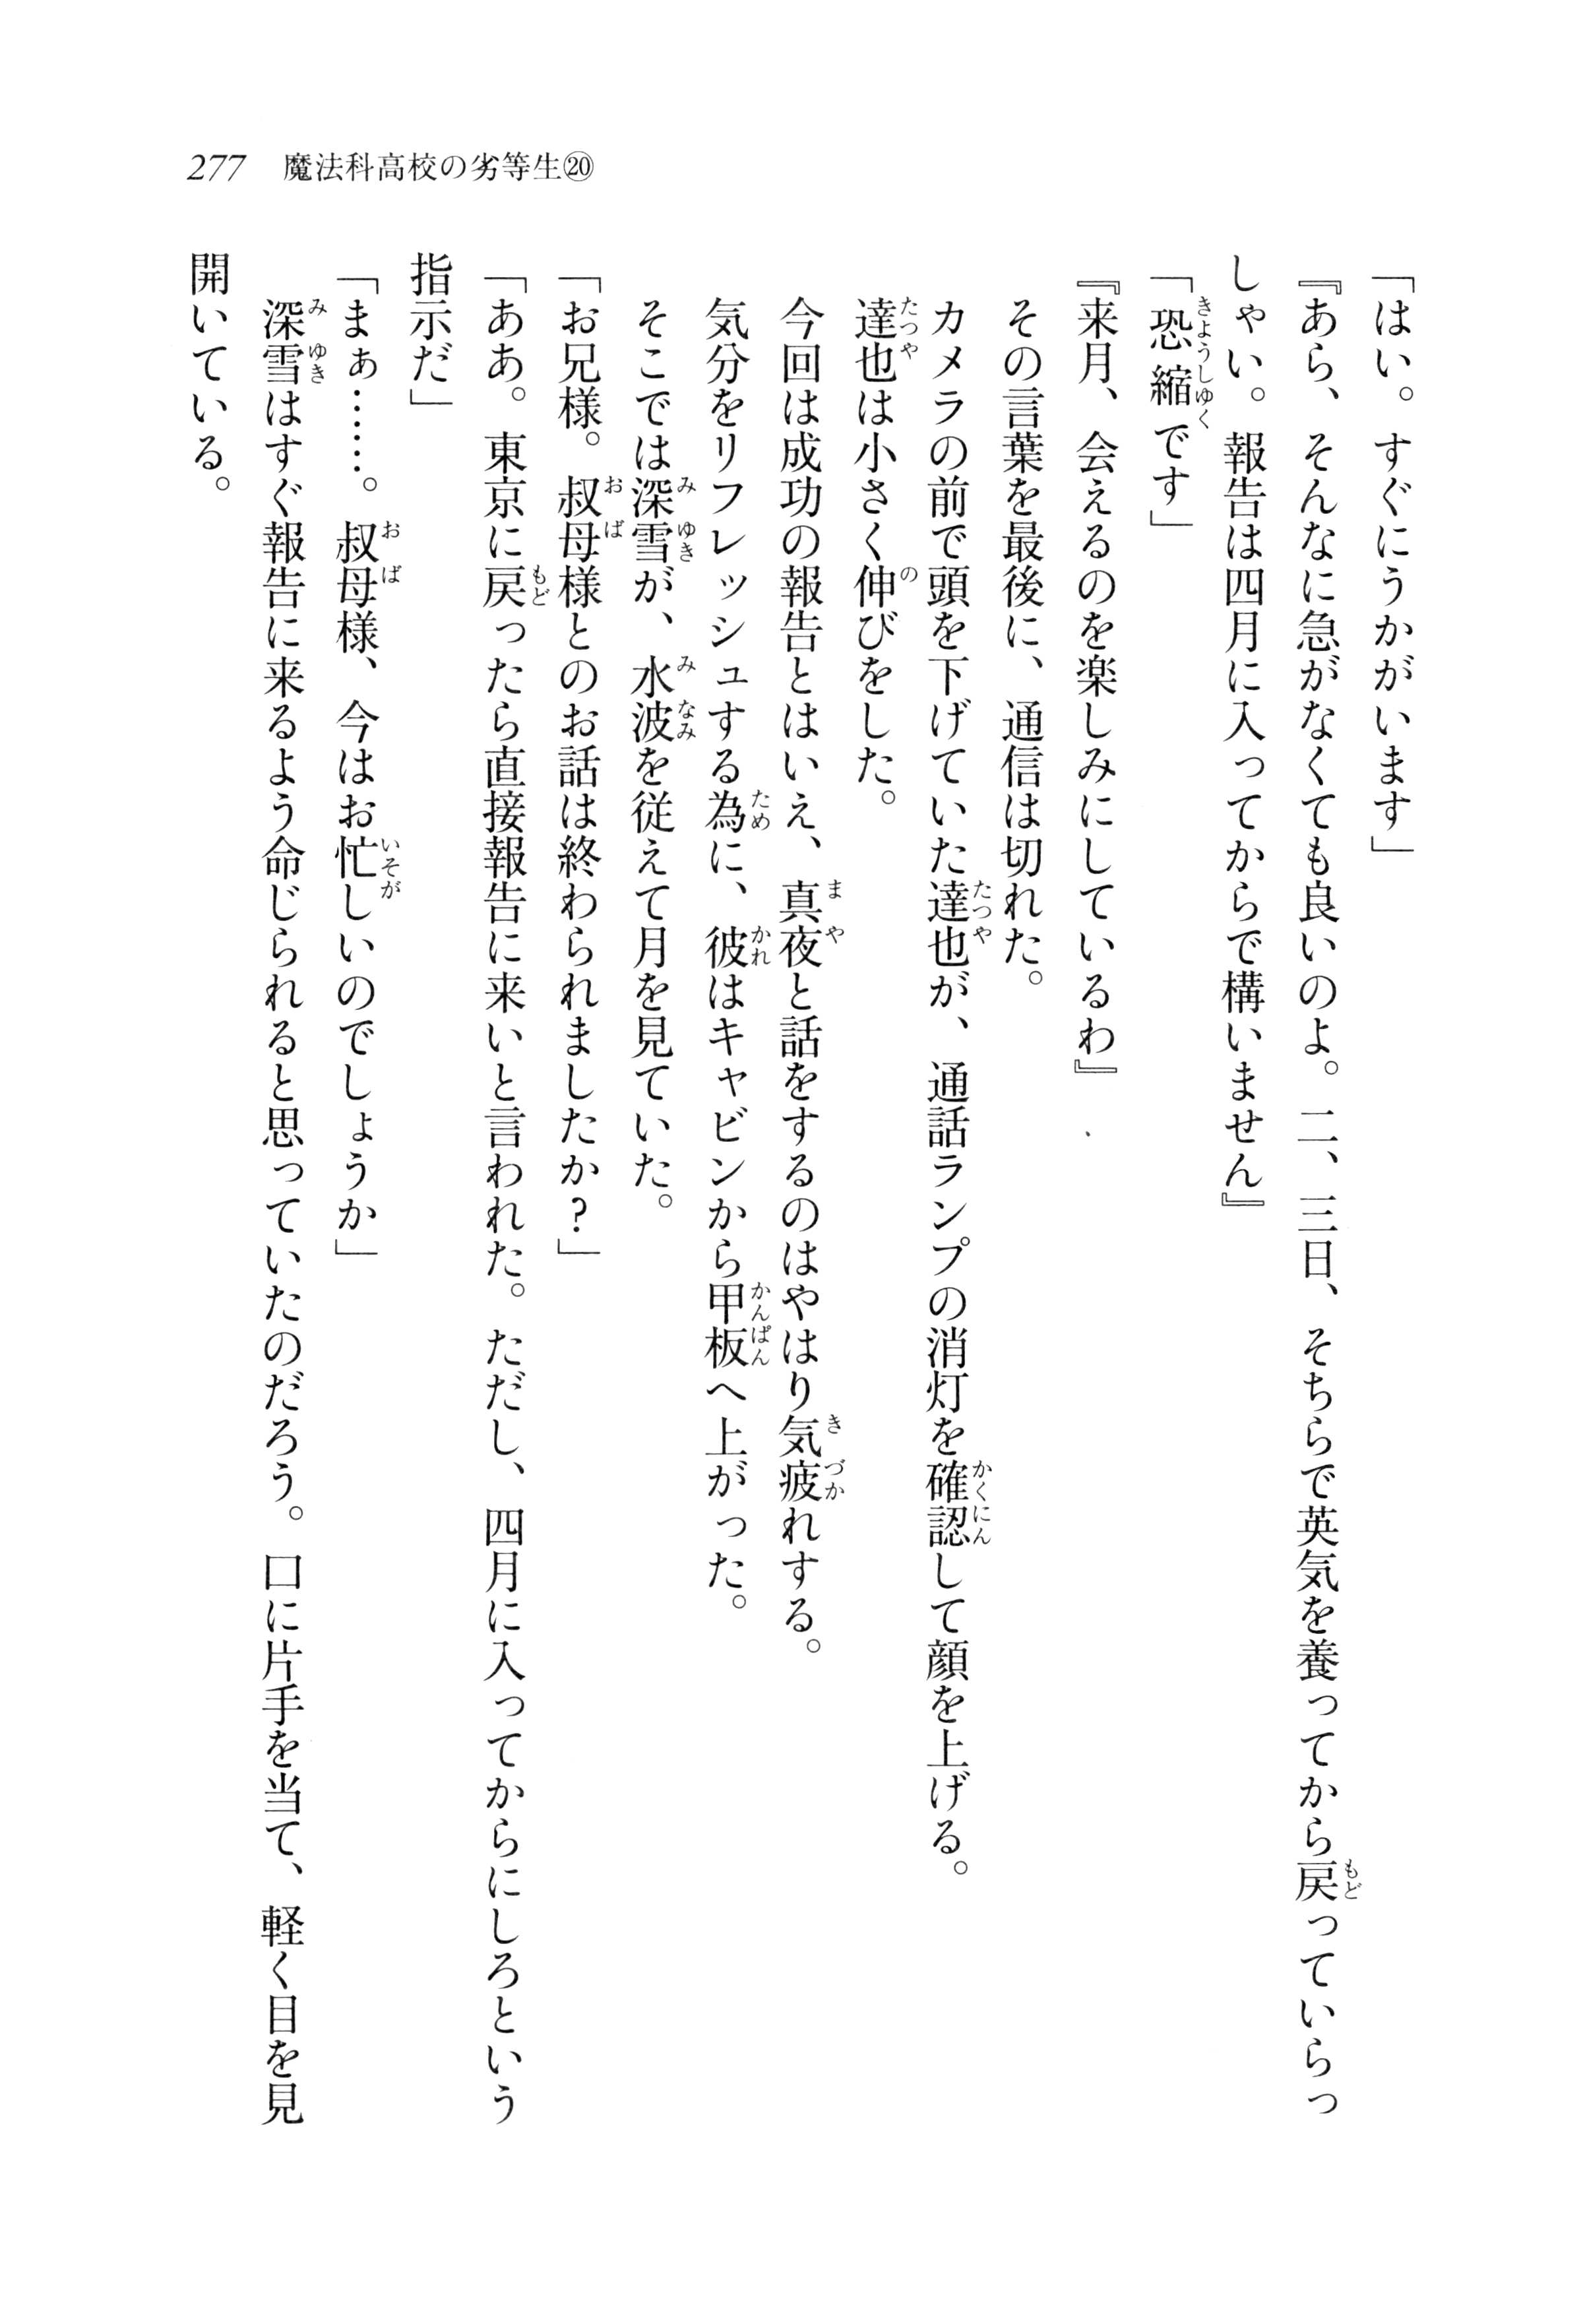 277 魔法科高校の劣等生⑳
「はい。すぐにうかがいます」
『あら、そんなに急がなくても良いのよ。二、三日、そちらで英気を養ってから戻っていらっ
しゃい。報告は四月に入ってからで構いません』
「恐縮です」
『来月、会えるのを楽しみにしているわ』
その言葉を最後に、通信は切れた。
カメラの前で頭を下げていた達也が、通話ランプの消灯を確認して顔を上げる。
達也は小さく伸びをした。
今回は成功の報告とはいえ、真夜と話をするのはやはり気疲れする。
気分をリフレッシュする為に、彼はキャビンから甲板へ上がった。
そこでは深雪が、水波を従えて月を見ていた。
「お兄様。叔母様とのお話は終わられましたか?」
「ああ。東京に戻ったら直接報告に来いと言われた。ただし、四月に入ってからにしろという
指示だ」
「まぁ……。叔母様、今はお忙しいのでしょうか」
深雪はすぐ報告に来るよう命じられると思っていたのだろう。口に片手を当て、軽く目を見
開いている。